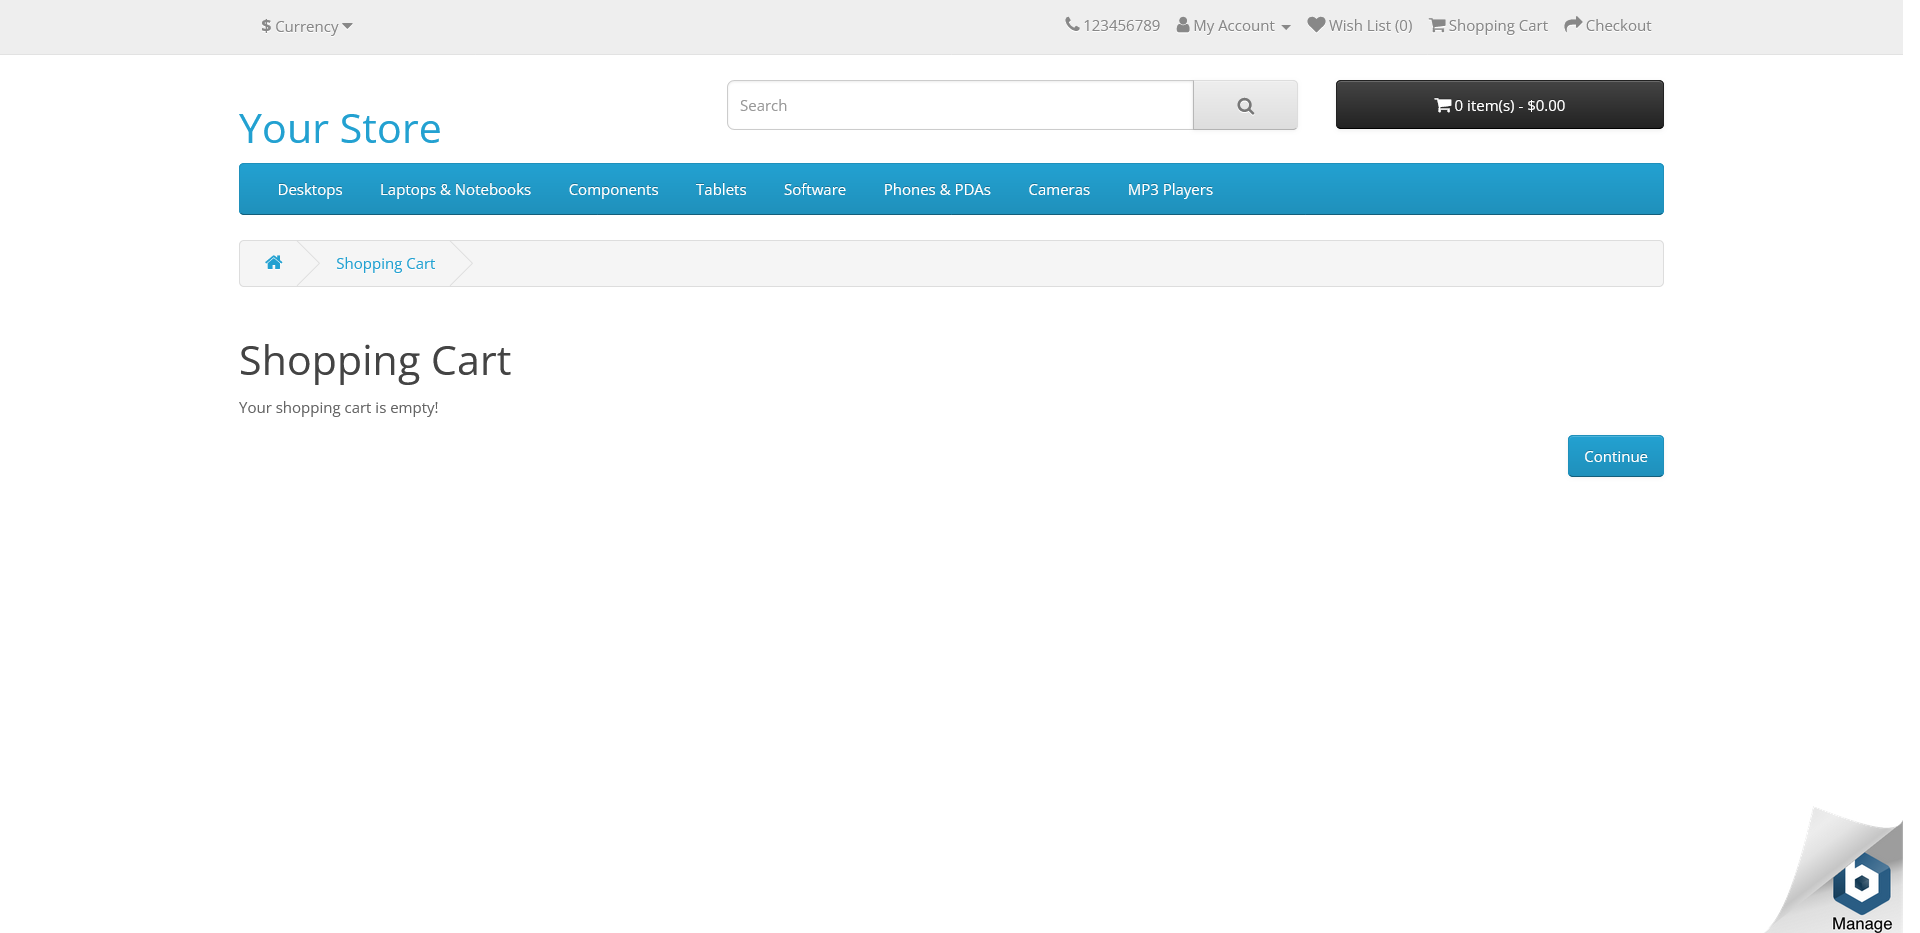 $ Currency
123456789 My Account Wish List (0) Shopping Cart Checkout
Your Store
Search
0 item(s) - $0.00
Desktops Laptops & Notebooks Components Tablets Software Phones & PDAs Cameras MP3 Players
Shopping Cart
Shopping Cart
Your shopping cart is empty!
Continue
Manage